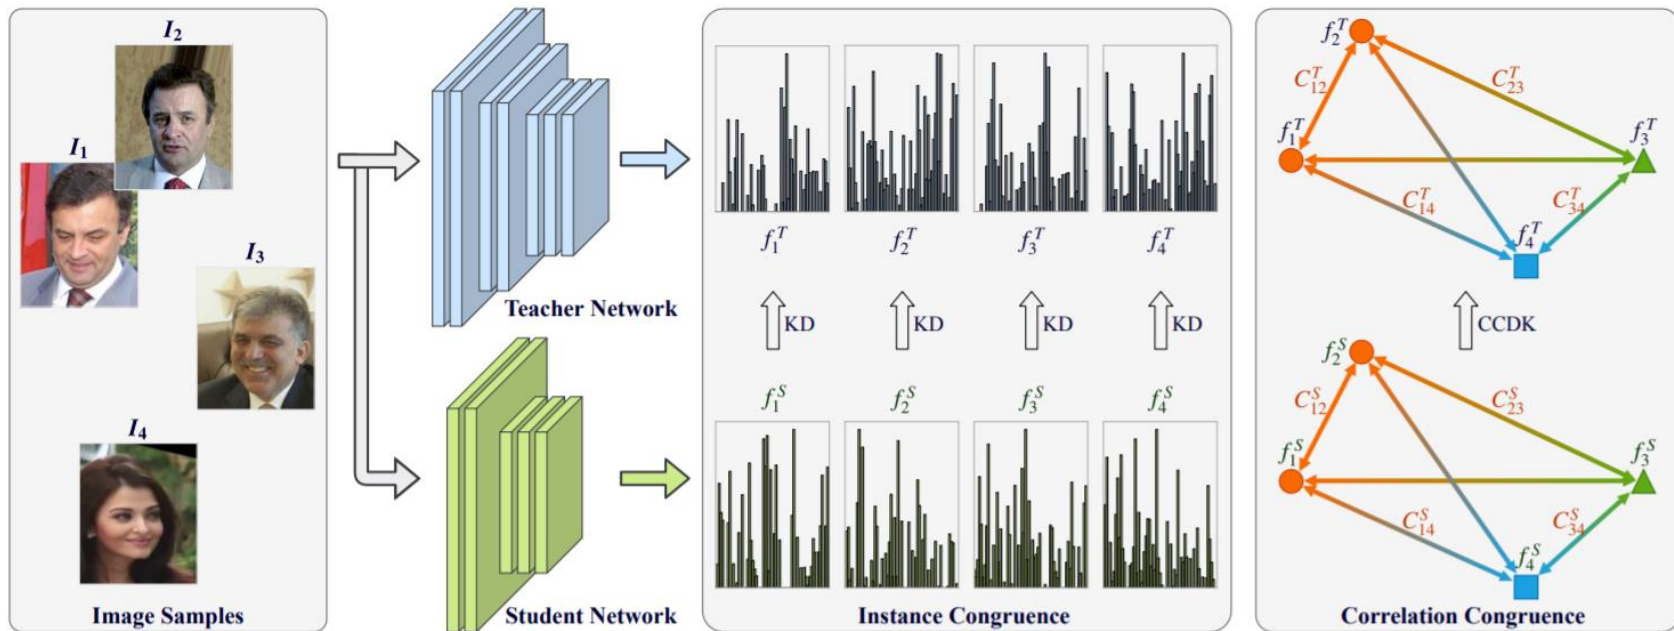 I₂
I₁
I₃
I₄
Image Samples
Teacher Network
Student Network
f₁ᵀ f₂ᵀ f₃ᵀ f₄ᵀ
KD KD KD KD
f₁ˢ f₂ˢ f₃ˢ f₄ˢ
Instance Congruence
f₂ᵀ
C₁₂ᵀ C₂₃ᵀ
f₁ᵀ f₃ᵀ
C₁₄ᵀ C₃₄ᵀ
f₄ᵀ
CCDK
f₂ˢ
C₁₂ˢ C₂₃ˢ
f₁ˢ f₃ˢ
C₁₄ˢ C₃₄ˢ
f₄ˢ
Correlation Congruence